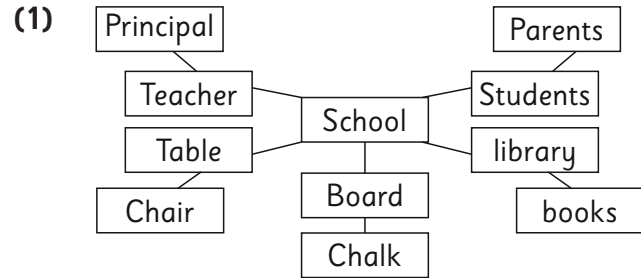 (1)
Principal
Parents
Teacher
Students
School
Table
library
Chair
Board
books
Chalk